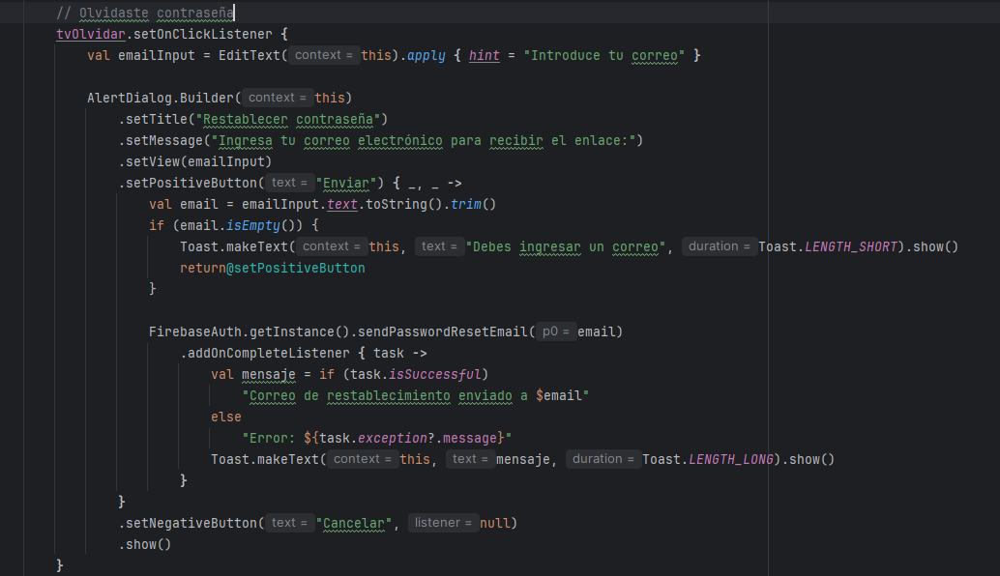 // Olvidaste contraseña
tvOlvidar.setOnClickListener {
    val emailInput = EditText( context = this).apply { hint = "Introduce tu correo" }

    AlertDialog.Builder( context = this)
        .setTitle("Restablecer contraseña")
        .setMessage("Ingresa tu correo electrónico para recibir el enlace:")
        .setView(emailInput)
        .setPositiveButton( text = "Enviar") { _, _ ->
            val email = emailInput.text.toString().trim()
            if (email.isEmpty()) {
                Toast.makeText( context = this, text = "Debes ingresar un correo", duration = Toast.LENGTH_SHORT).show()
                return@setPositiveButton
            }

            FirebaseAuth.getInstance().sendPasswordResetEmail( p0 = email)
                .addOnCompleteListener { task ->
                    val mensaje = if (task.isSuccessful)
                        "Correo de restablecimiento enviado a $email"
                    else
                        "Error: ${task.exception?.message}"
                    Toast.makeText( context = this, text = mensaje, duration = Toast.LENGTH_LONG).show()
                }
        }
        .setNegativeButton( text = "Cancelar", listener = null)
        .show()
}